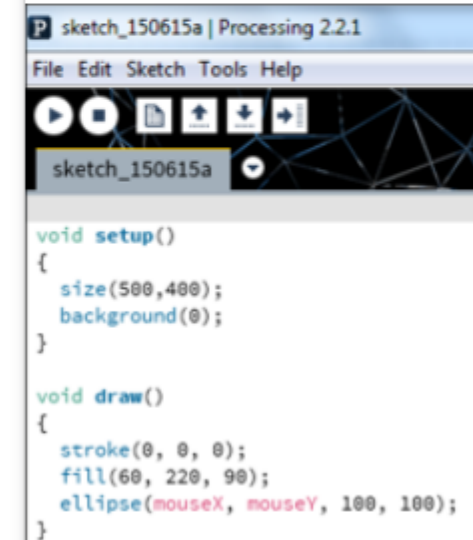 P sketch_150615a | Processing 2.2.1
File Edit Sketch Tools Help
sketch_150615a
void setup()
{
  size(500,400);
  background(0);
}
void draw()
{
  stroke(0, 0, 0);
  fill(60, 220, 90);
  ellipse(mouseX, mouseY, 100, 100);
}